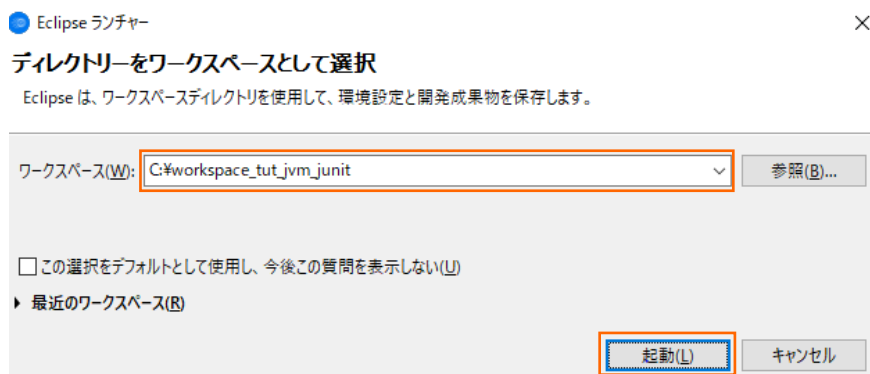 Eclipse ランチャー
ディレクトリーをワークスペースとして選択
Eclipse は、ワークスペースディレクトリを使用して、環境設定と開発成果物を保存します。
ワークスペース(W): C:¥workspace_tut_jvm_junit 参照(B)...
この選択をデフォルトとして使用し、今後この質問を表示しない(U)
最近のワークスペース(R)
起動(L) キャンセル